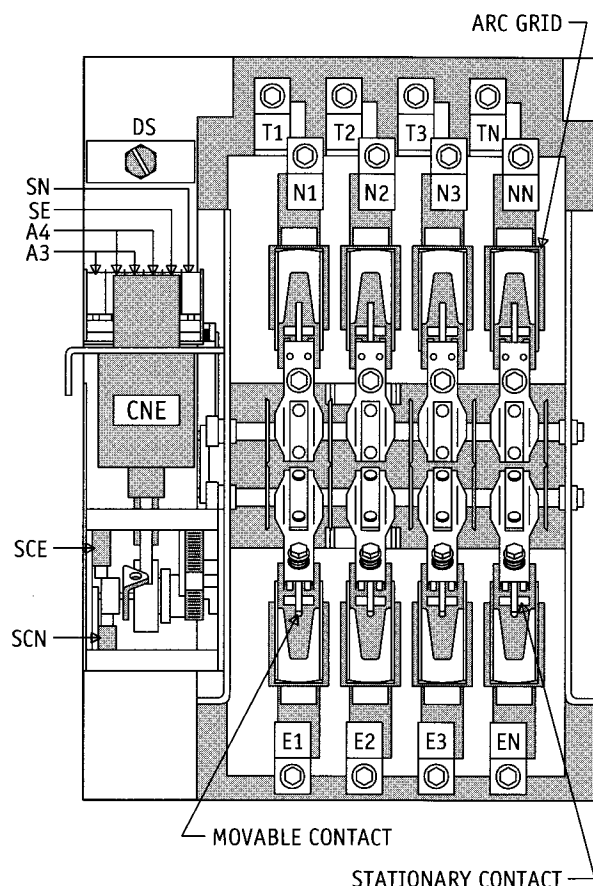 ARC GRID
T1 T2 T3 TN
DS
N1 N2 N3 NN
SN
SE
A4
A3
CNE
SCE
SCN
E1 E2 E3 EN
MOVABLE CONTACT
STATIONARY CONTACT